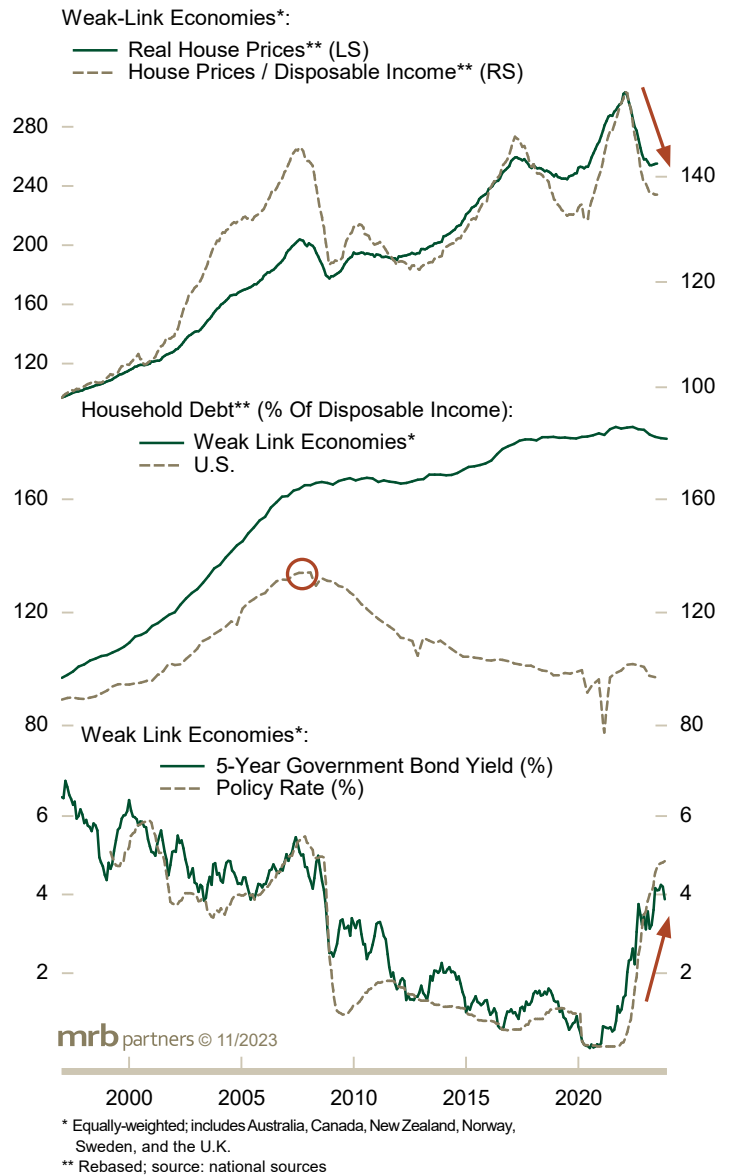 Weak-Link Economies*:
Real House Prices** (LS)
House Prices / Disposable Income** (RS)
280
240
200
160
120
140
120
100
Household Debt** (% Of Disposable Income):
Weak Link Economies*
U.S.
160
120
80
160
120
80
Weak Link Economies*:
5-Year Government Bond Yield (%)
Policy Rate (%)
6
4
2
6
4
2
mrb partners © 11/2023
2000 2005 2010 2015 2020
* Equally-weighted; includes Australia, Canada, New Zealand, Norway,
Sweden, and the U.K.
** Rebased; source: national sources